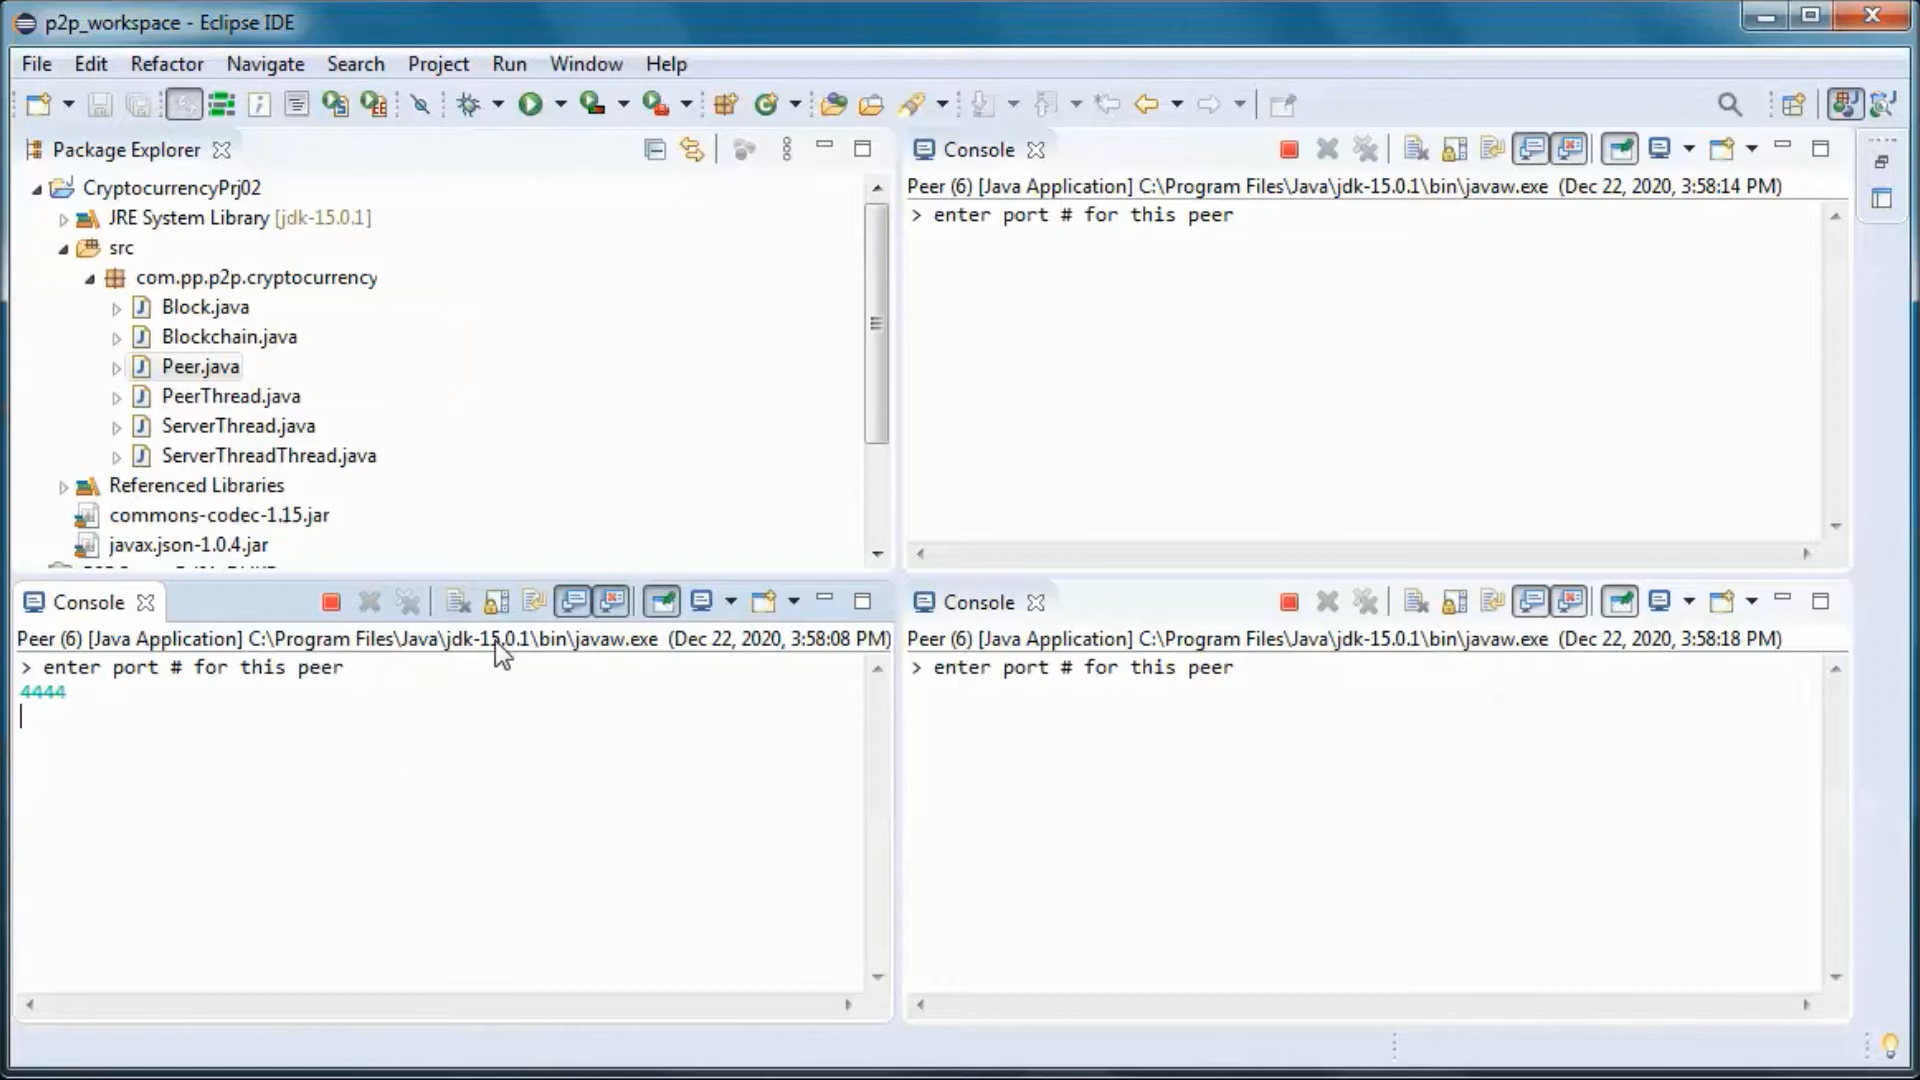 p2p_workspace - Eclipse IDE
File Edit Refactor Navigate Search Project Run Window Help
Package Explorer
CryptocurrencyPrj02
JRE System Library [jdk-15.0.1]
src
com.pp.p2p.cryptocurrency
Block.java
Blockchain.java
Peer.java
PeerThread.java
ServerThread.java
ServerThreadThread.java
Referenced Libraries
commons-codec-1.15.jar
javax.json-1.0.4.jar
Console
Peer (6) [Java Application] C:\Program Files\Java\jdk-15.0.1\bin\javaw.exe (Dec 22, 2020, 3:58:14 PM)
> enter port # for this peer
Console
Peer (6) [Java Application] C:\Program Files\Java\jdk-15.0.1\bin\javaw.exe (Dec 22, 2020, 3:58:08 PM)
> enter port # for this peer
4444
Console
Peer (6) [Java Application] C:\Program Files\Java\jdk-15.0.1\bin\javaw.exe (Dec 22, 2020, 3:58:18 PM)
> enter port # for this peer